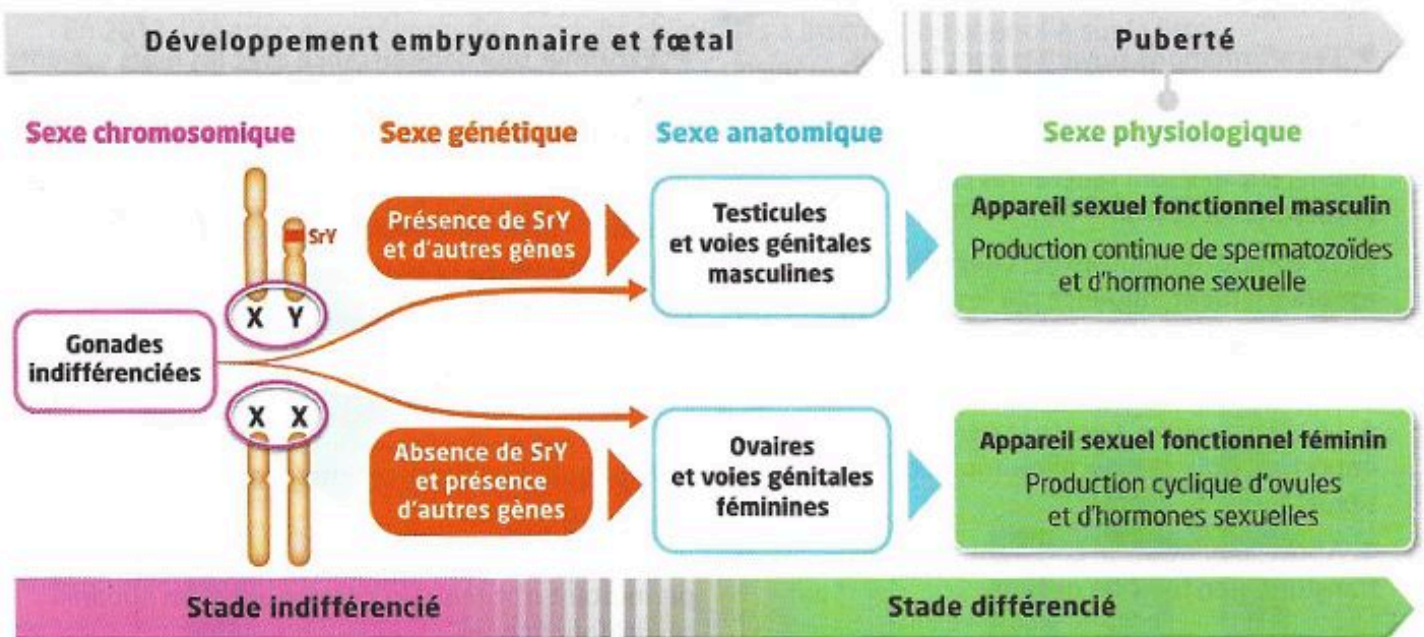 Développement embryonnaire et fœtal
Puberté
Sexe chromosomique
Sexe génétique
Sexe anatomique
Sexe physiologique
SrY
X Y
Gonades
indifférenciées
X X
Présence de SrY
et d'autres gènes
Testicules
et voies génitales
masculines
Appareil sexuel fonctionnel masculin
Production continue de spermatozoïdes
et d'hormone sexuelle
Absence de SrY
et présence
d'autres gènes
Ovaires
et voies génitales
féminines
Appareil sexuel fonctionnel féminin
Production cyclique d'ovules
et d'hormones sexuelles
Stade indifférencié
Stade différencié